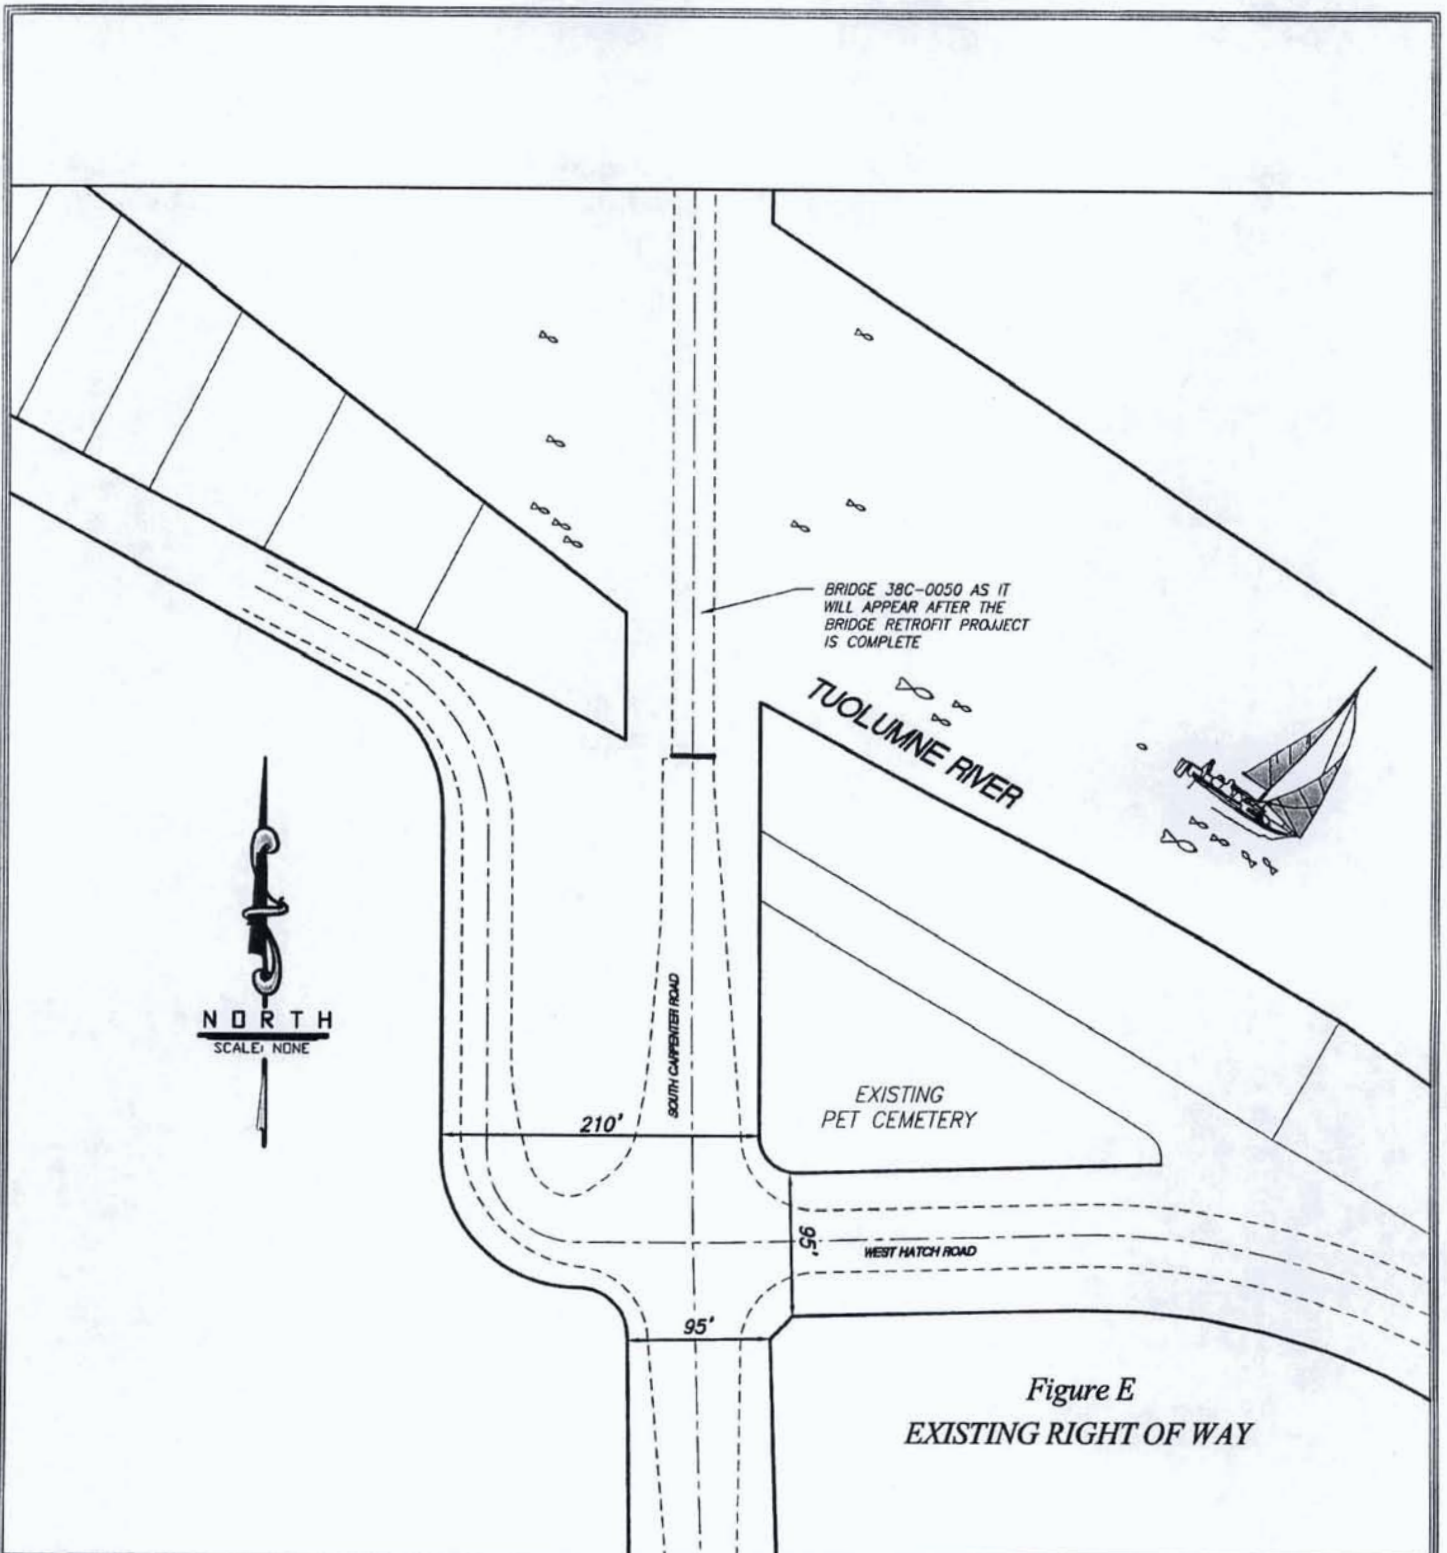 BRIDGE 38C-0050 AS IT
WILL APPEAR AFTER THE
BRIDGE RETROFIT PROJJECT
IS COMPLETE
TUOLUMNE RIVER
NORTH
SCALE: NONE
SOUTH CARPENTER ROAD
EXISTING
PET CEMETERY
210'
95'
WEST HATCH ROAD
95'
Figure E
EXISTING RIGHT OF WAY